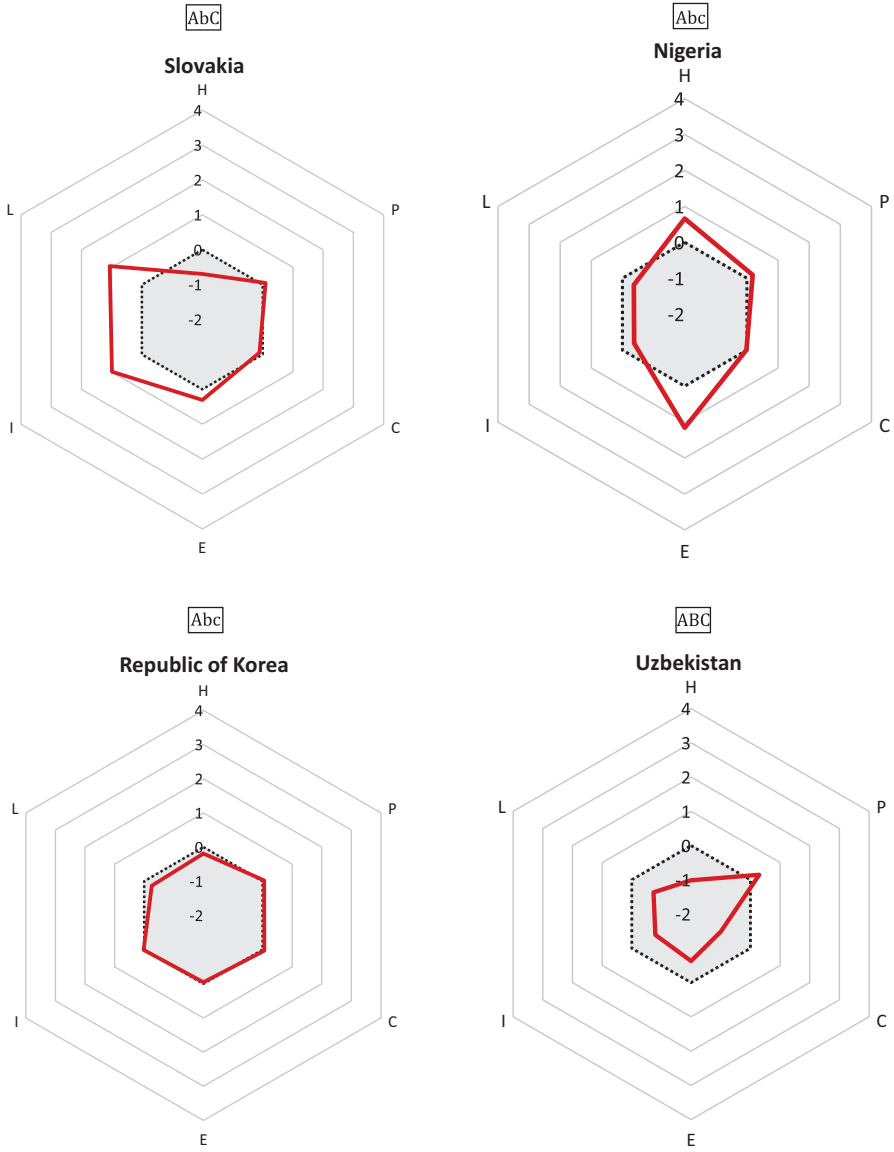 AbC
Slovakia
H
4
3
2
1
0
-1
-2
L
P
I
C
E
Abc
Nigeria
H
4
3
2
1
0
-1
-2
L
P
I
C
E
Abc
Republic of Korea
H
4
3
2
1
0
-1
-2
L
P
I
C
E
ABC
Uzbekistan
H
4
3
2
1
0
-1
-2
L
P
I
C
E